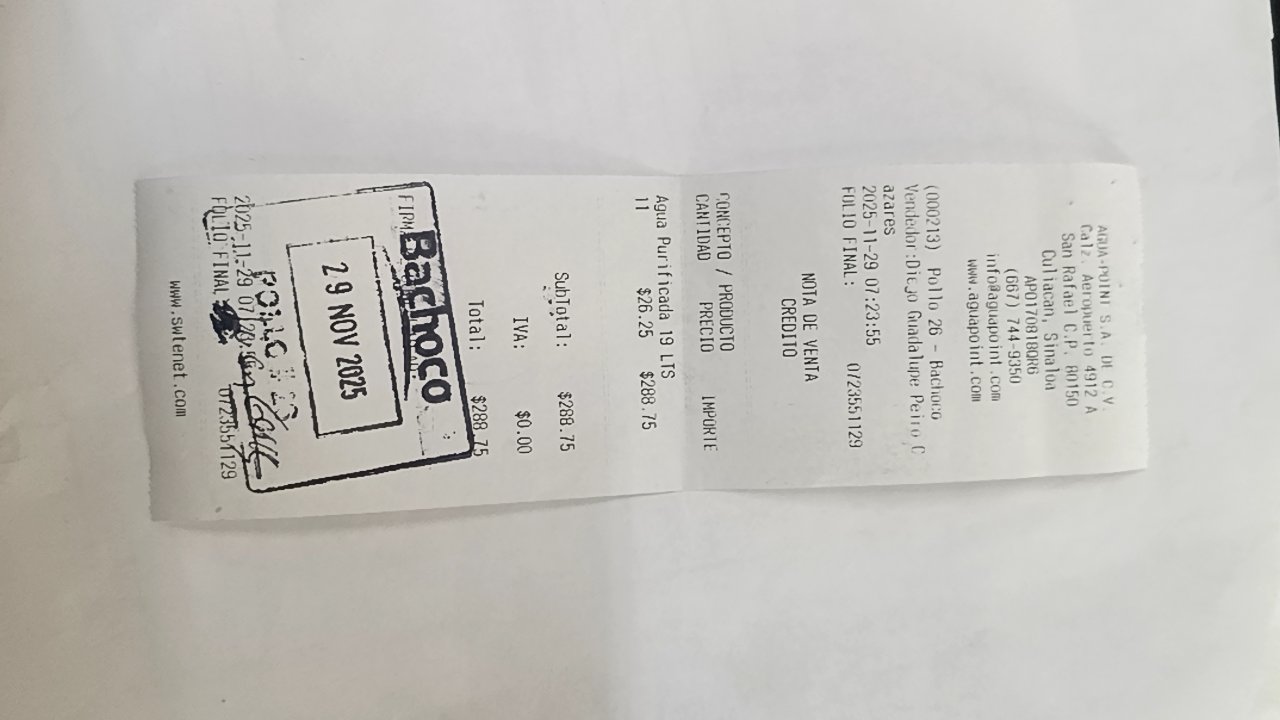 AGUA-POINT S.A. DE C.V.
Calz. Aeropuerto 4912 A
San Rafael C.P. 80150
Culiacan, Sinaloa
APO170818QR6
(667) 744-9350
info@aguapoint.com
www.aguapoint.com
(000213) Pollo 26 - Bachoco
Vendedor:Diego Guadalupe Peiro C
azares
2025-11-29 07:23:55
FOLIO FINAL: 0723551129
NOTA DE VENTA
CREDITO
CONCEPTO / PRODUCTO
CANTIDAD PRECIO IMPORTE
Agua Purificada 19 LTS
11 $26.25 $288.75
SubTotal: $288.75
IVA: $0.00
Total: $288.75
FIRM
Bachoco
29 NOV 2025
2025-11-29 07
FOLIO FINAL 0723551129
www.swtenet.com